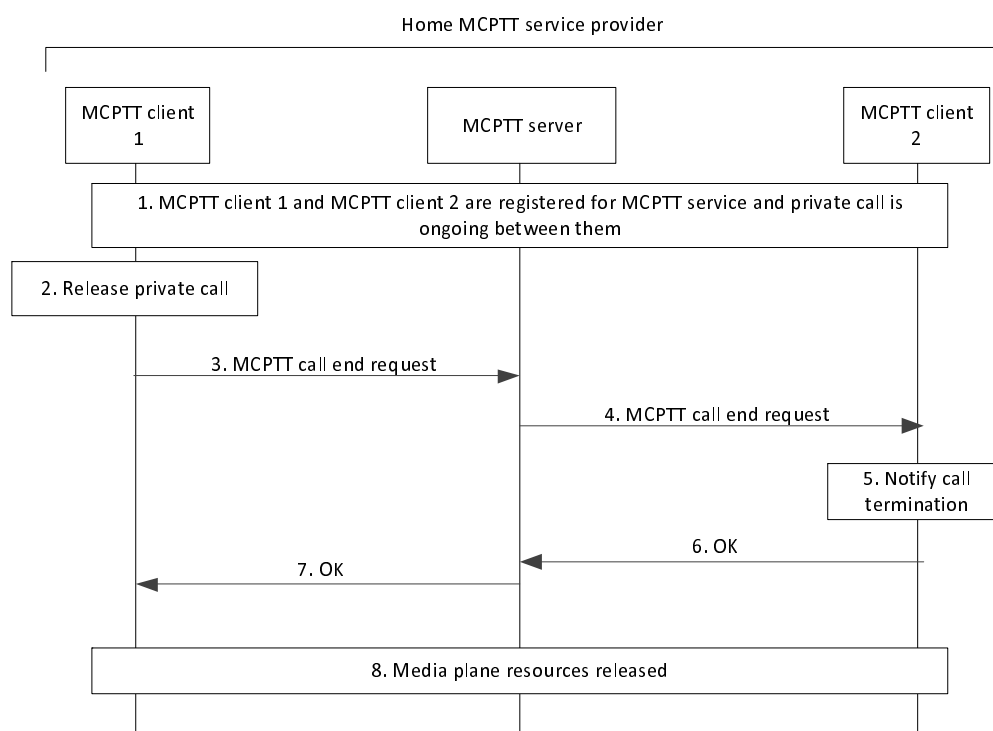 Home MCPTT service provider
MCPTT client
1
MCPTT server
MCPTT client
2
1. MCPTT client 1 and MCPTT client 2 are registered for MCPTT service and private call is
ongoing between them
2. Release private call
3. MCPTT call end request
4. MCPTT call end request
5. Notify call
termination
6. OK
7. OK
8. Media plane resources released